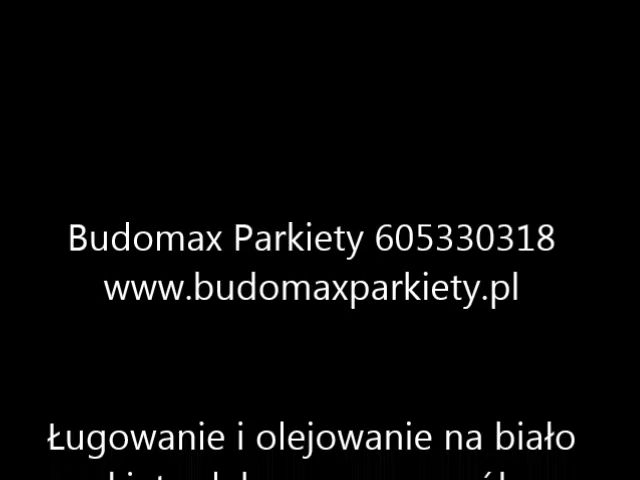 Budomax Parkiety 605330318
www.budomaxparkiety.pl
Ługowanie i olejowanie na biało